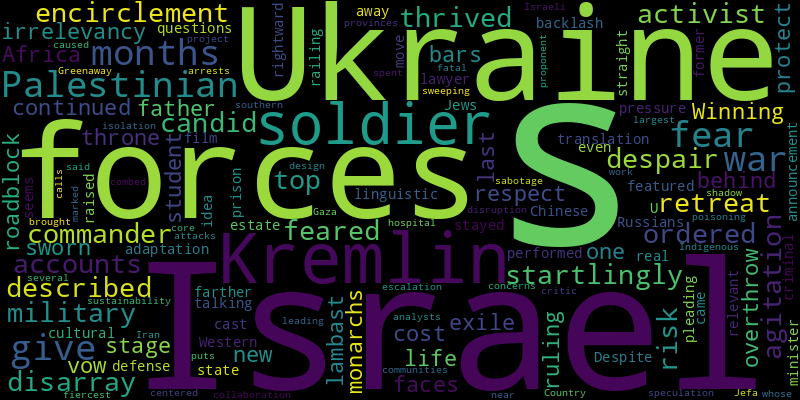 encirclement
away
thrived
Israeli
backlash
activist
provinces
irrelevancy
questions
Ukraine
rightward
railing
move
straight
former
protect
Africa
months
caused
project
bars
proponent
Greenaway
arrests
spent
lawyer
fatal
sweeping
Palestinian
soldier
continued
father
southern
Jews
pressure
Winning
largest
candid
isolation
translation
fear
announcement
throne
student
film
last
even
forces
S
despair
war
roadblock
calls
said
combed
top
design
sabotage
work
behind
seems
marked
raised
idea
prison
linguistic
respect
Chinese
featured
shadow
retreat
brought
estate
Gaza
U
Russians
poisoning
commander
core
feared
hospital
stayed
disruption
ordered
sworn
adaptation
attacks
Kremlin
performed
one
real
indigenous
accounts
several
farther
escalation
startlingly
concerns
critic
described
sustainability
talking
lambast
monarchs
pleading
came
relevant
overthrow
agitation
criminal
military
cast
leading
analysts
cost
exile
ruling
risk
Despite
minister
cultural
Iran
Western
new
life
give
stage
vow
defense
puts
state
communities
faces
disarray
fiercest
centered
collaboration
near
Country
speculation
Jefa
whose
Israel